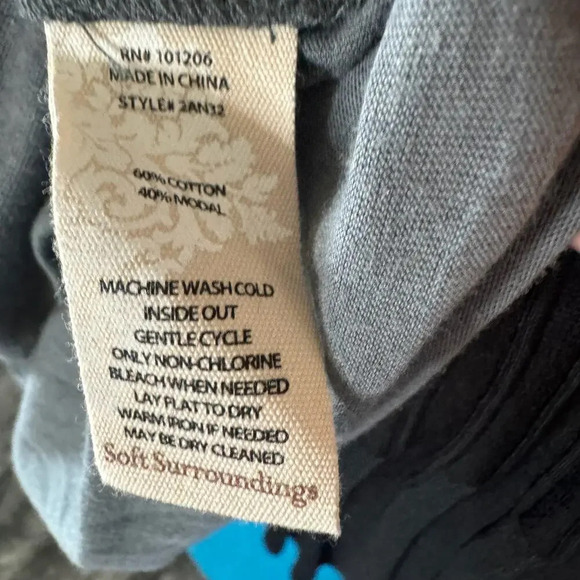 RN# 101206
MADE IN CHINA
STYLE# 2AN32
60% COTTON
40% MODAL
MACHINE WASH COLD
INSIDE OUT
GENTLE CYCLE
ONLY NON-CHLORINE
BLEACH WHEN NEEDED
LAY FLAT TO DRY
WARM IRON IF NEEDED
MAY BE DRY CLEANED
Soft Surroundings